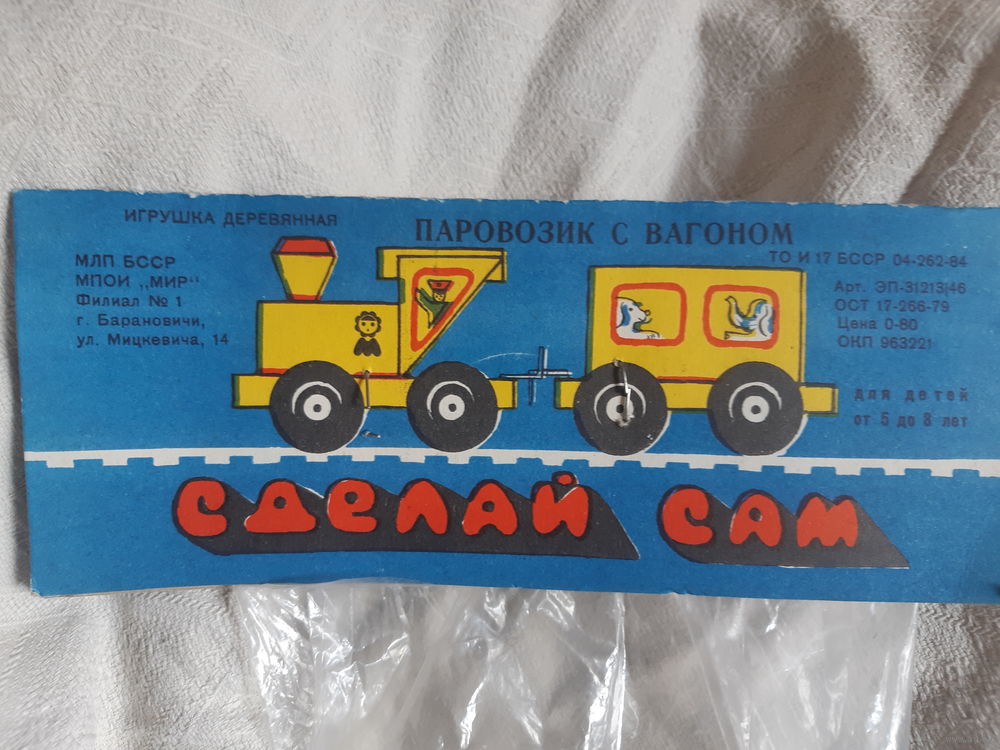 ИГРУШКА ДЕРЕВЯННАЯ
ПАРОВОЗИК С ВАГОНОМ
МЛП БССР
МПОИ „МИР“
Филиал № 1
г. Барановичи,
ул. Мицкевича, 14
ТО И 17 БССР 04-262-84
Арт. ЭП-31213|46
ОСТ 17-266-79
Цена 0-80
ОКП 963221
для детей
от 5 до 8 лет
СДЕЛАЙ САМ